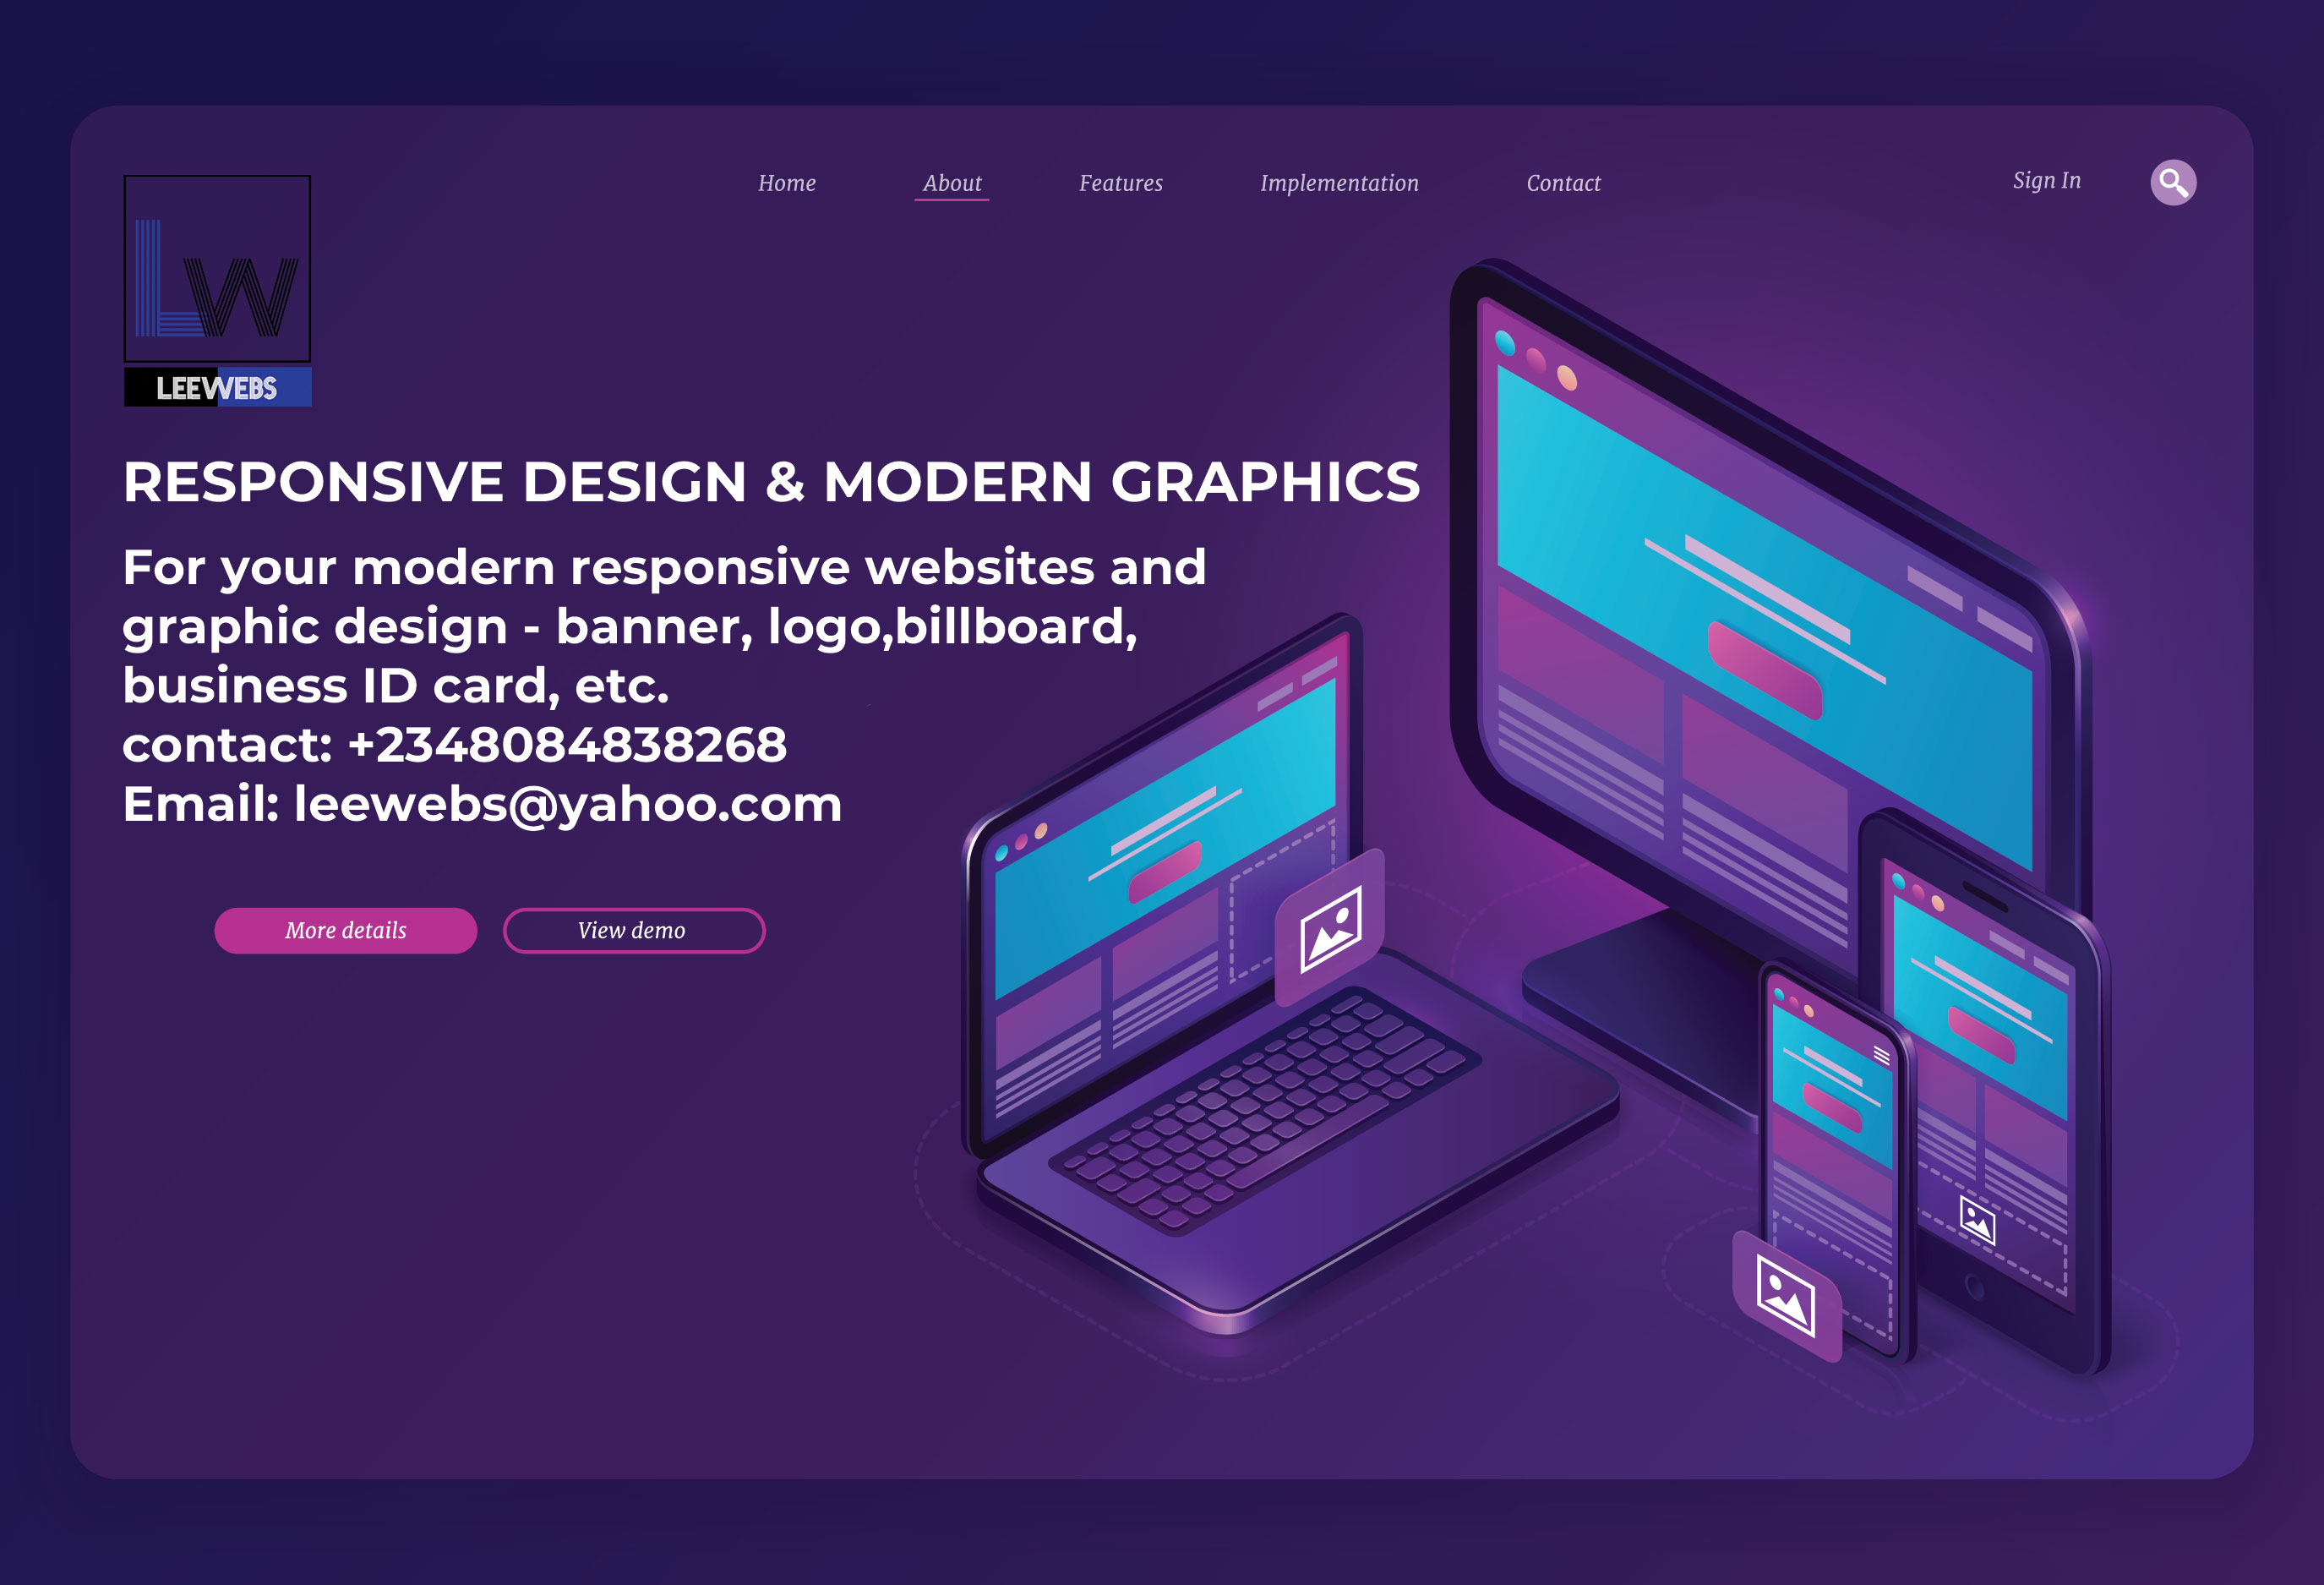 Home About Features Implementation Contact Sign In
LW
LEEWEBS
RESPONSIVE DESIGN & MODERN GRAPHICS
For your modern responsive websites and
graphic design - banner, logo,billboard,
business ID card, etc.
contact: +2348084838268
Email: leewebs@yahoo.com
More details View demo